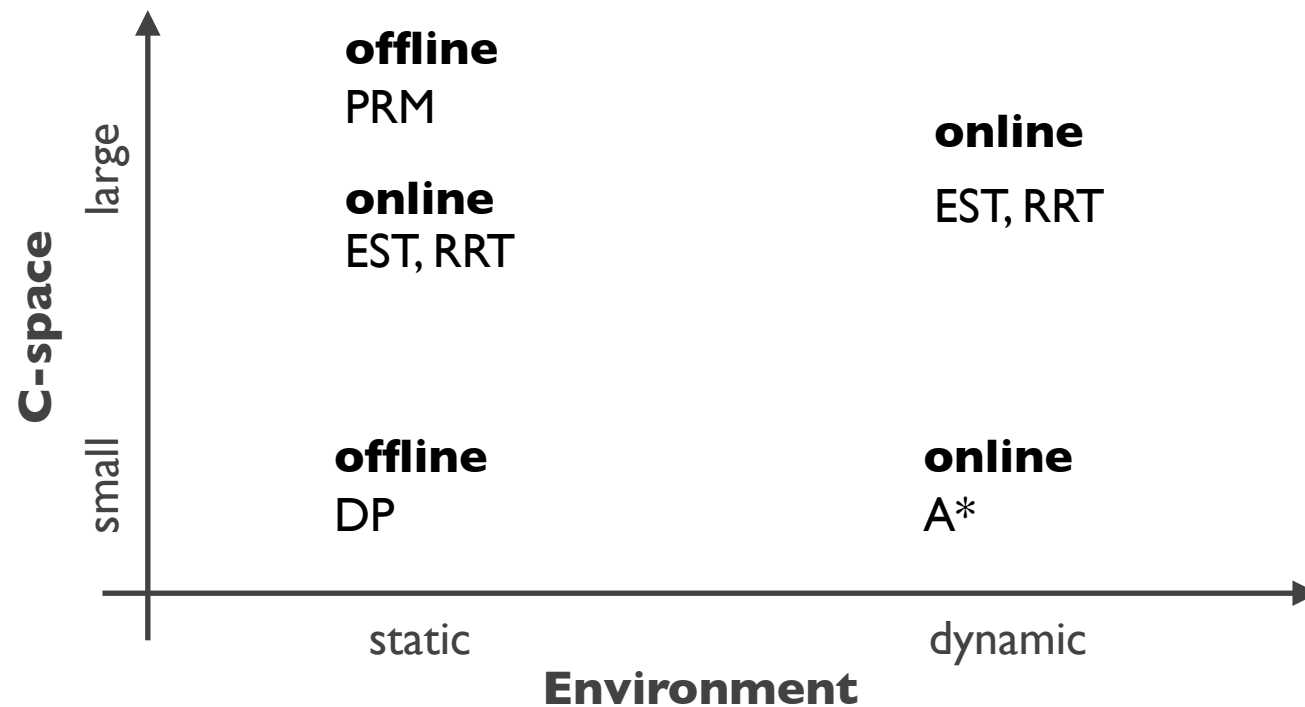 offline
PRM
online
EST, RRT
online
EST, RRT
large
C-space
small
offline
DP
online
A*
static
dynamic
Environment